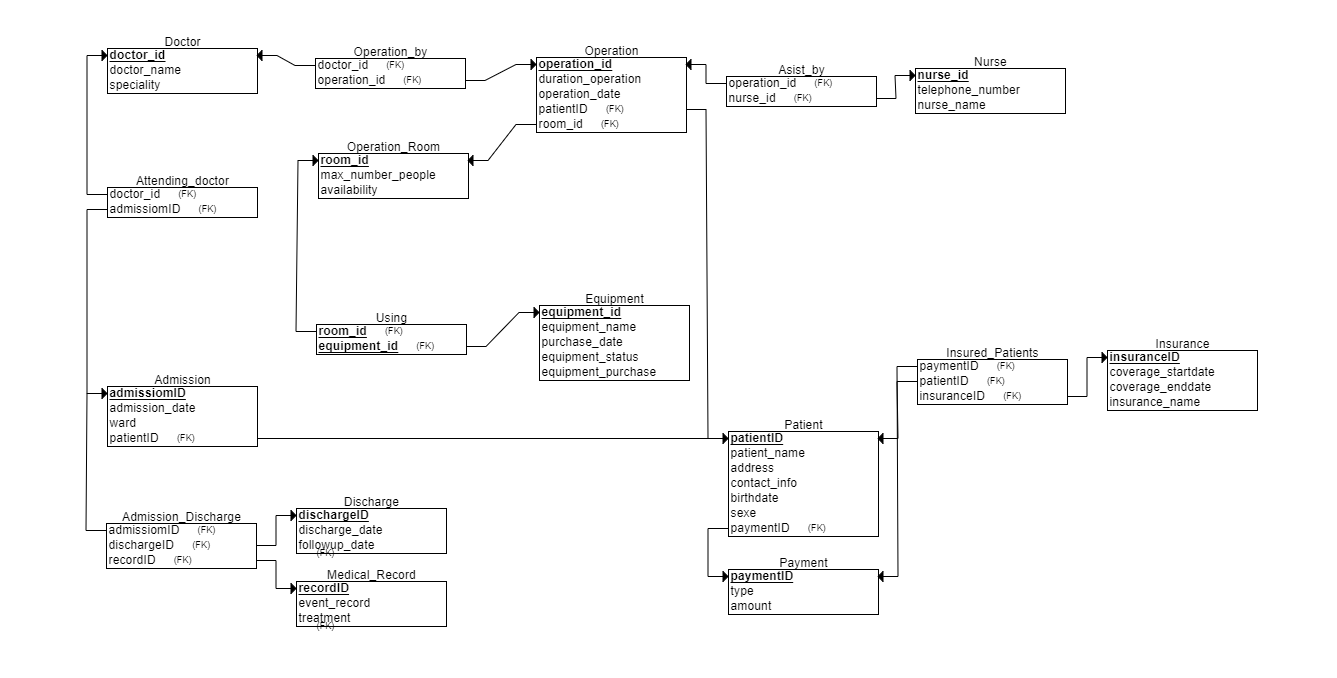 Doctor
doctor_id
doctor_name
speciality
Operation_by
doctor_id (FK)
operation_id (FK)
Operation
operation_id
duration_operation
operation_date
patientID (FK)
room_id (FK)
Asist_by
operation_id (FK)
nurse_id (FK)
Nurse
nurse_id
telephone_number
nurse_name
Operation_Room
room_id
max_number_people
availability
Attending_doctor
doctor_id (FK)
admissiomID (FK)
Using
room_id (FK)
equipment_id (FK)
Equipment
equipment_id
equipment_name
purchase_date
equipment_status
equipment_purchase
Insured_Patients
paymentID (FK)
patientID (FK)
insuranceID (FK)
Insurance
insuranceID
coverage_startdate
coverage_enddate
insurance_name
Admission
admissiomID
admission_date
ward
patientID (FK)
Patient
patientID
patient_name
address
contact_info
birthdate
sexe
paymentID (FK)
Admission_Discharge
admissiomID (FK)
dischargeID (FK)
recordID (FK)
Discharge
dischargeID
discharge_date
followup_date
(FK)
Medical_Record
recordID
event_record
treatment
(FK)
Payment
paymentID
type
amount